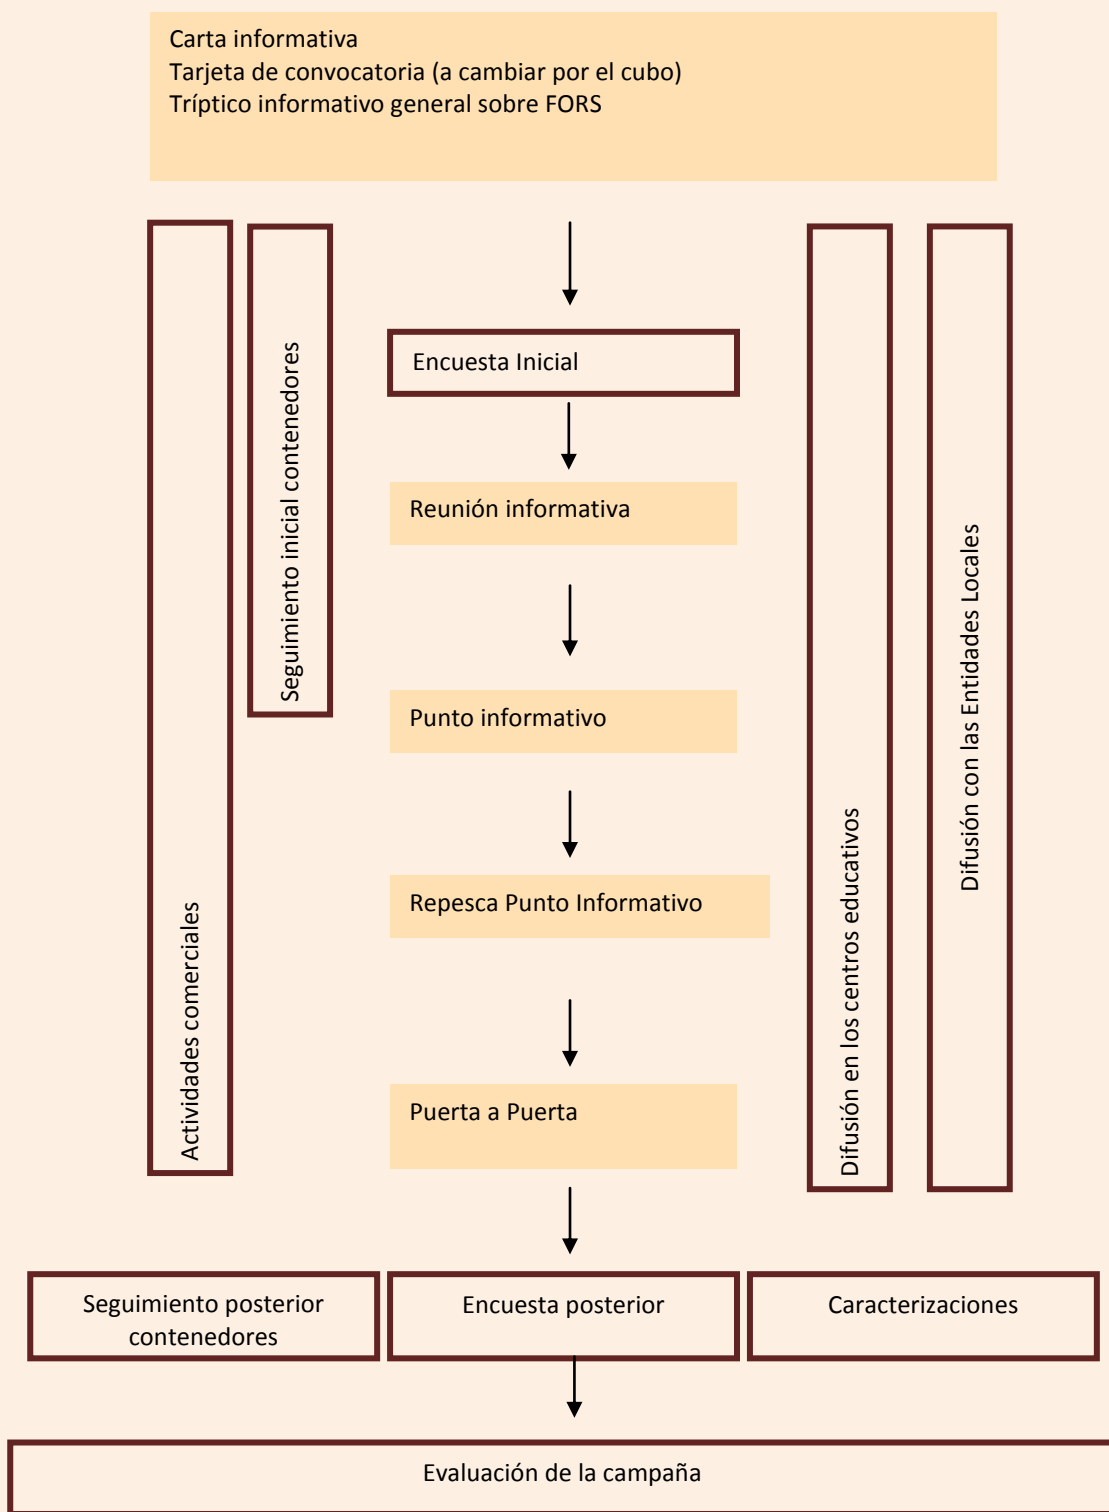 Carta informativa
Tarjeta de convocatoria (a cambiar por el cubo)
Tríptico informativo general sobre FORS
Actividades comerciales
Seguimiento inicial contenedores
Encuesta Inicial
Reunión informativa
Punto informativo
Repesca Punto Informativo
Puerta a Puerta
Difusión en los centros educativos
Difusión con las Entidades Locales
Seguimiento posterior
contenedores
Encuesta posterior
Caracterizaciones
Evaluación de la campaña